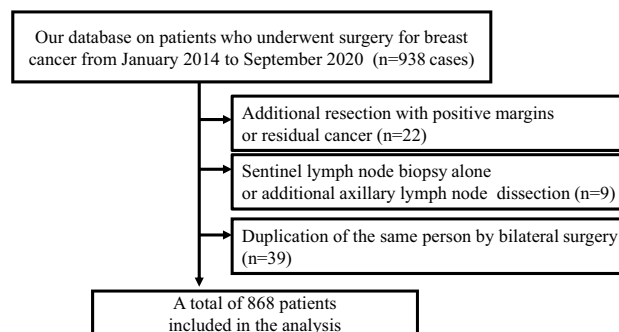 Our database on patients who underwent surgery for breast
cancer from January 2014 to September 2020 (n=938 cases)
Additional resection with positive margins
or residual cancer (n=22)
Sentinel lymph node biopsy alone
or additional axillary lymph node dissection (n=9)
Duplication of the same person by bilateral surgery
(n=39)
A total of 868 patients
included in the analysis